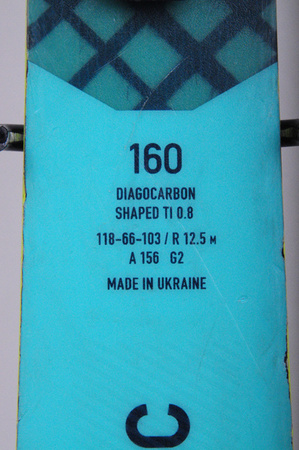 160
DIAGOCARBON
SHAPED TI 0.8
118-66-103 / R 12.5 M
A 156 G2
MADE IN UKRAINE
C